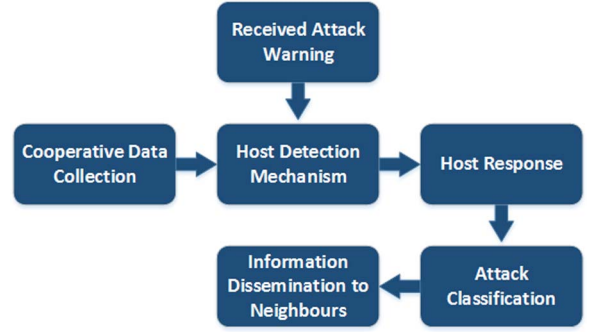 Received Attack
Warning
Cooperative Data
Collection
Host Detection
Mechanism
Host Response
Information
Dissemination to
Neighbours
Attack
Classification